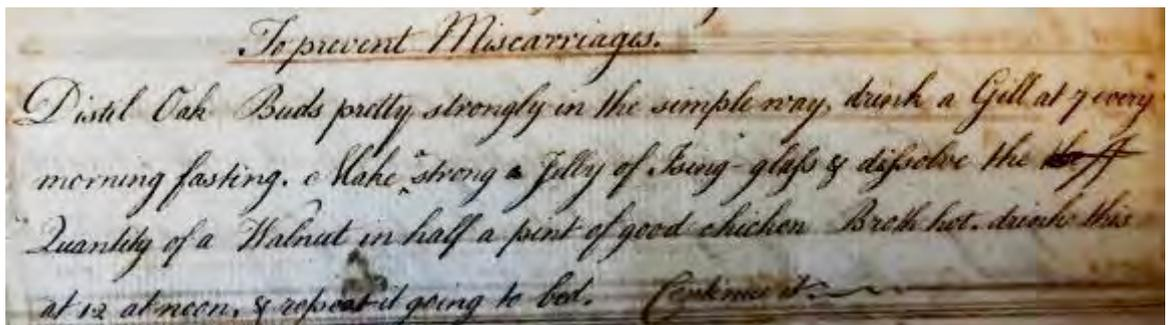 To prevent Miscarriages.
Distil Oak Buds pretty strongly in the simple way, drink a Gill at 7 every
morning fasting. Make a strong Jelly of Ising-glass & dissolve the
Quantity of a Walnut in half a pint of good chicken Broth hot. drink this
at 12 at noon, & repeat it going to bed. Continue it.